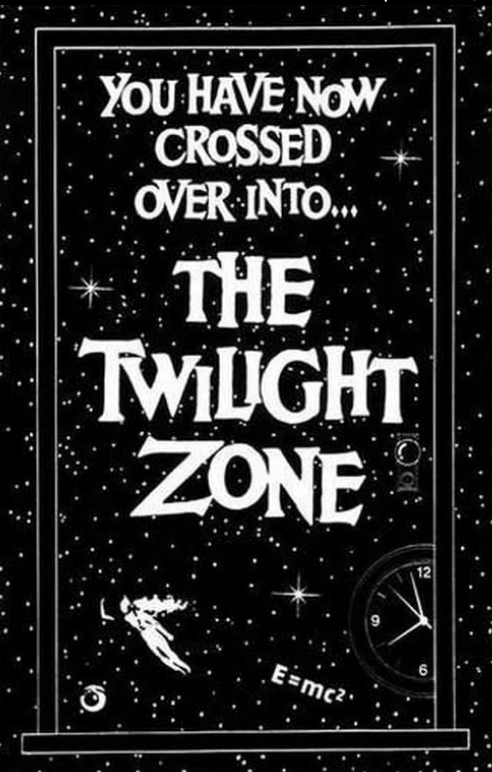 YOU HAVE NOW
CROSSED
OVER INTO...
THE
TWILIGHT
ZONE
12
9
6
E=mc²